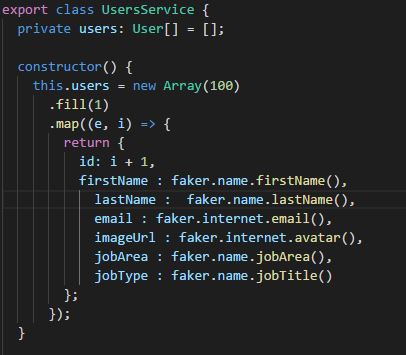 export class UsersService {
  private users: User[] = [];

  constructor() {
    this.users = new Array(100)
      .fill(1)
      .map((e, i) => {
        return {
          id: i + 1,
          firstName : faker.name.firstName(),
            lastName :  faker.name.lastName(),
            email : faker.internet.email(),
            imageUrl : faker.internet.avatar(),
            jobArea : faker.name.jobArea(),
            jobType : faker.name.jobTitle()
        };
      });
  }